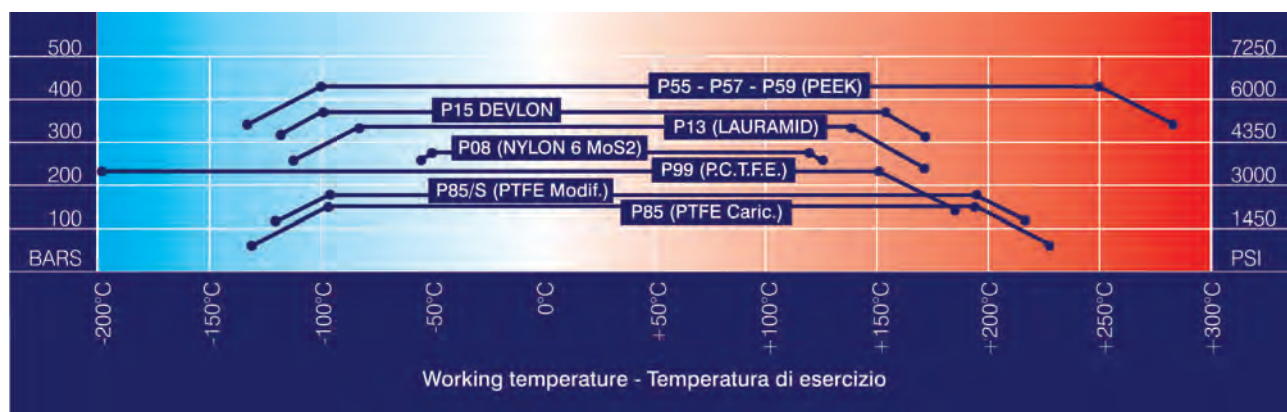 500 7250
P55 - P57 - P59 (PEEK)
400 6000
P15 DEVLON
P13 (LAURAMID)
300 4350
P08 (NYLON 6 MoS2)
P99 (P.C.T.F.E.)
200 3000
P85/S (PTFE Modif.)
P85 (PTFE Caric.)
100 1450
BARS PSI
-200°C -150°C -100°C -50°C 0°C +50°C +100°C +150°C +200°C +250°C +300°C
Working temperature - Temperatura di esercizio